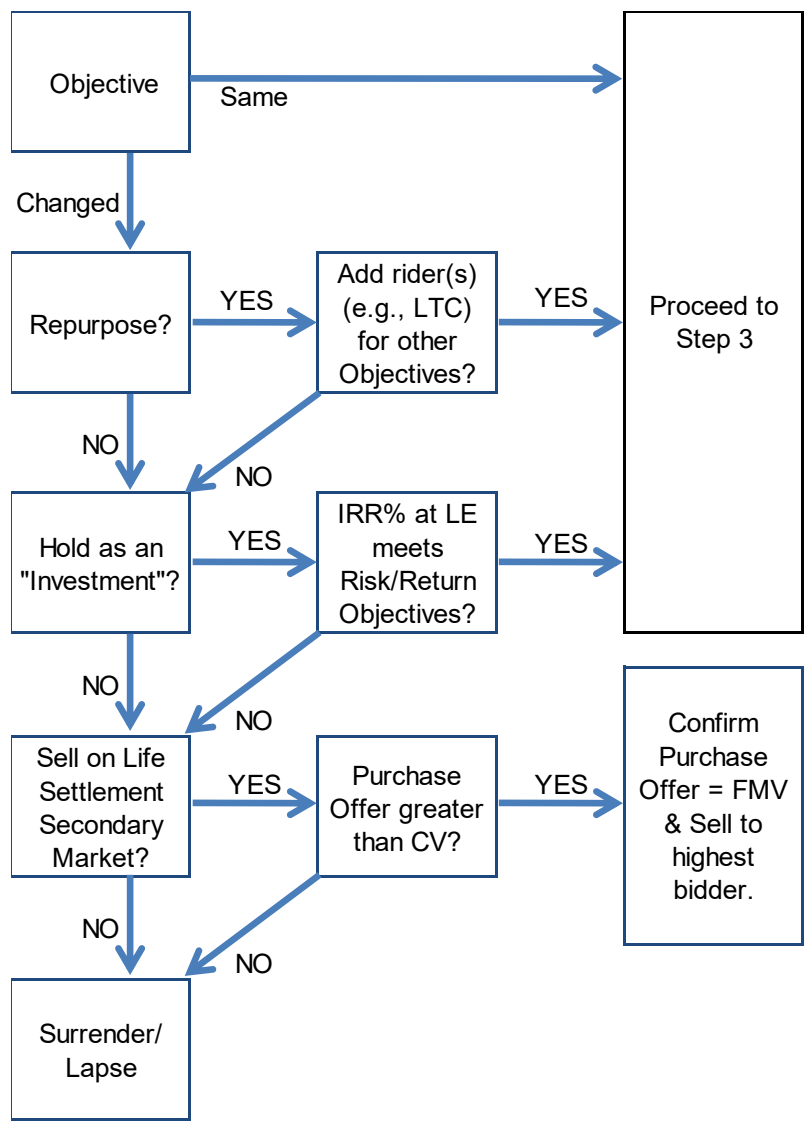 Objective
Same
Changed
Repurpose?
YES
Add rider(s)
(e.g., LTC)
for other
Objectives?
YES
Proceed to
Step 3
NO
NO
Hold as an
"Investment"?
YES
IRR% at LE
meets
Risk/Return
Objectives?
YES
NO
NO
Sell on Life
Settlement
Secondary
Market?
YES
Purchase
Offer greater
than CV?
YES
Confirm
Purchase
Offer = FMV
& Sell to
highest
bidder.
NO
NO
Surrender/
Lapse